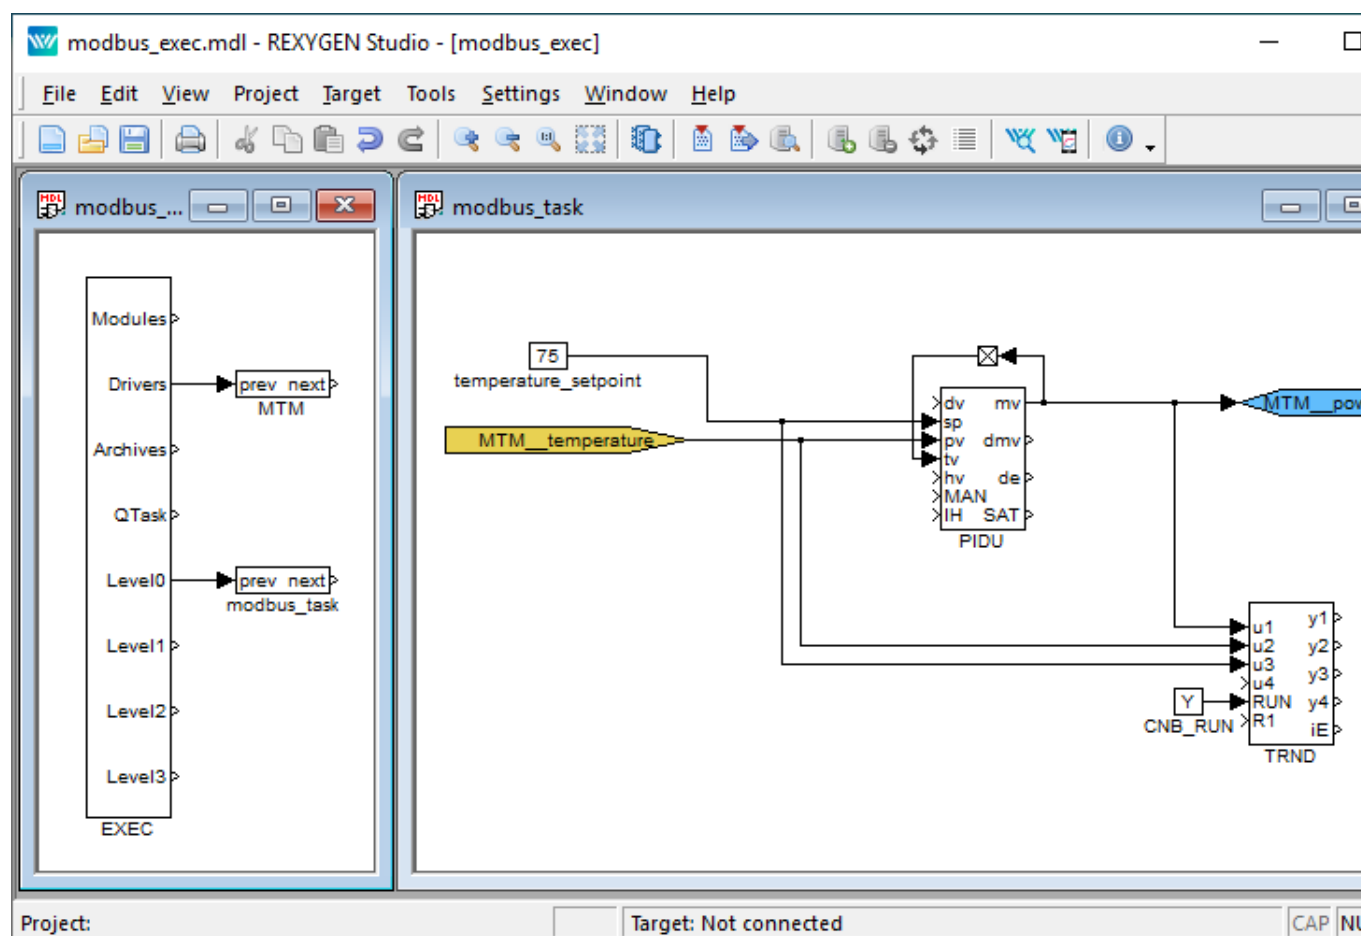 modbus_exec.mdl - REXYGEN Studio - [modbus_exec]
File Edit View Project Target Tools Settings Window Help
modbus_...
Modules
Drivers
prev next
MTM
Archives
QTask
Level0
prev next
modbus_task
Level1
Level2
Level3
EXEC
modbus_task
75
temperature_setpoint
MTM__temperature
dv mv
sp
pv dmv
tv
hv de
MAN
IH SAT
PIDU
MTM__pow
u1 y1
u2 y2
u3 y3
u4
RUN y4
R1 iE
TRND
Y
CNB_RUN
Project:
Target: Not connected
CAP